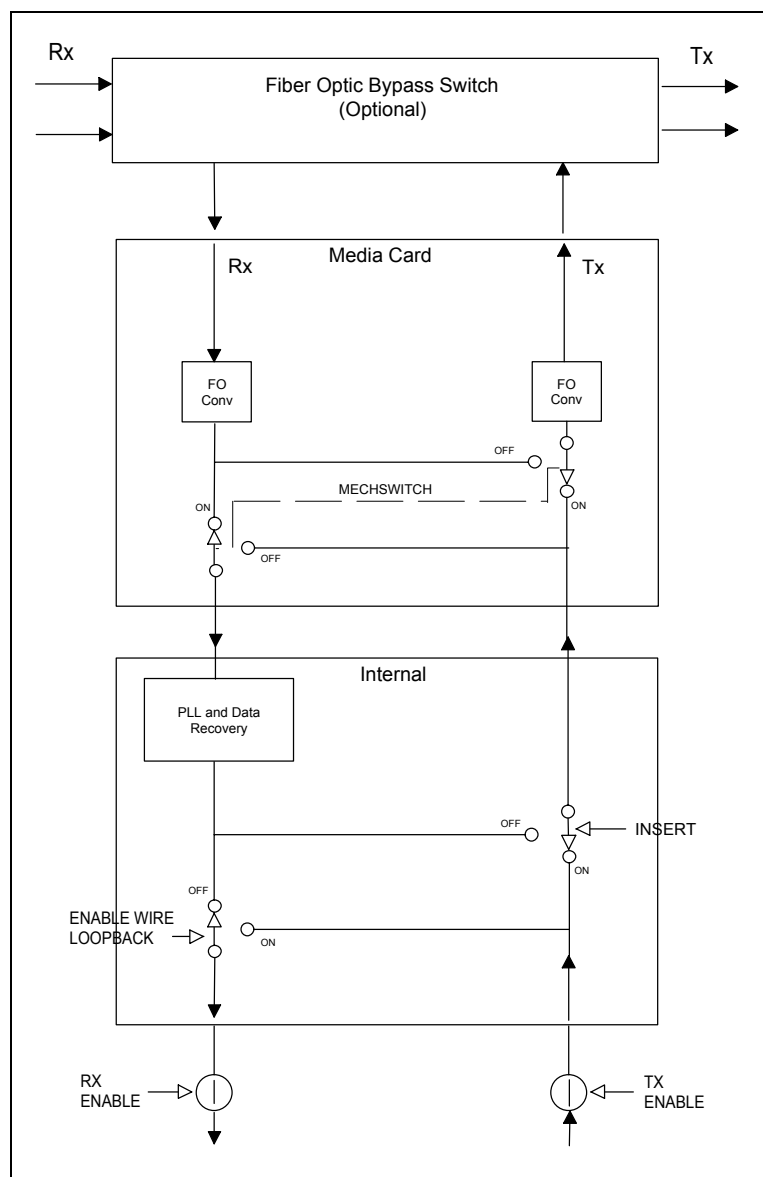 Rx
Tx
Fiber Optic Bypass Switch
(Optional)
Media Card
Rx
Tx
FO
Conv
FO
Conv
OFF
MECHSWITCH
ON
ON
OFF
Internal
PLL and Data
Recovery
OFF
INSERT
ON
OFF
ENABLE WIRE
LOOPBACK
ON
RX
ENABLE
TX
ENABLE